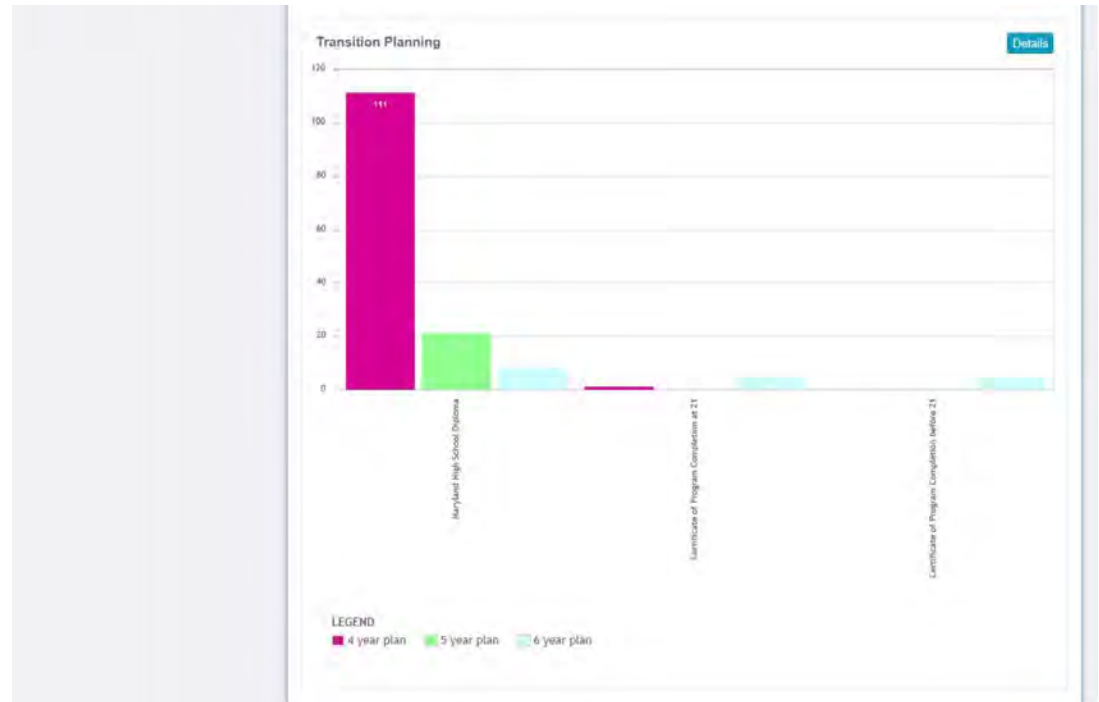 Transition Planning
Details
120
100
80
60
40
20
0
111
Maryland High School Diploma
Certificate of Program Completion at 21
Certificate of Program Completion Before 21
LEGEND
4 year plan
5 year plan
6 year plan